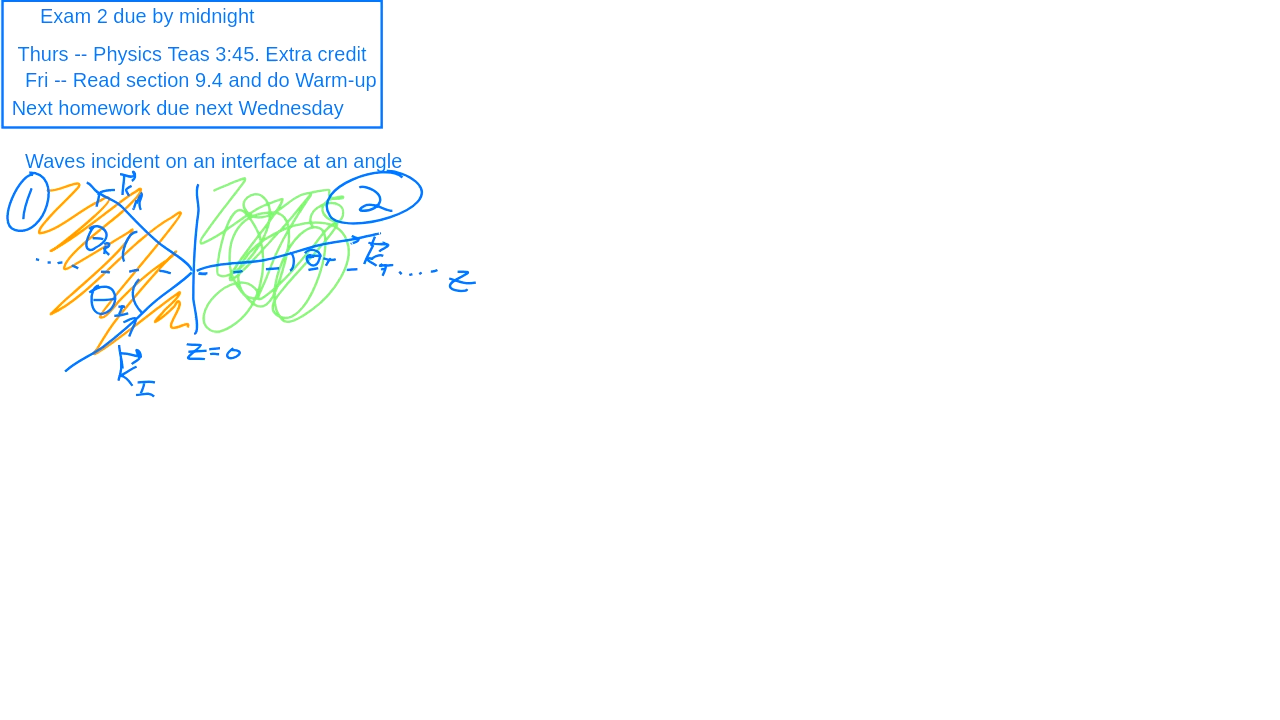 Exam 2 due by midnight
Thurs -- Physics Teas 3:45. Extra credit
Fri -- Read section 9.4 and do Warm-up
Next homework due next Wednesday
Waves incident on an interface at an angle
1
k_R
2
θ_R
θ_T
k_T
z
θ_I
z=0
k_I